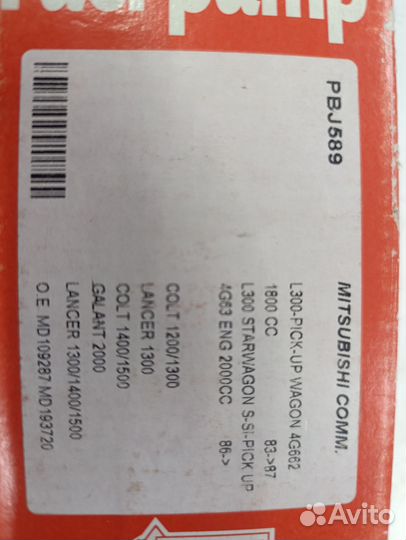 fuel pump
PBJ589
MITSUBISHI COMM.
L300-PICK-UP WAGON 4G662
1800 CC 83->87
L300 STARWAGON S-SI-PICK UP
4G63 ENG 2000CC 86->
COLT 1200/1300
LANCER 1300
COLT 1400/1500
GALANT 2000
LANCER 1300/1400/1500
O.E MD109287 MD193720
Avito